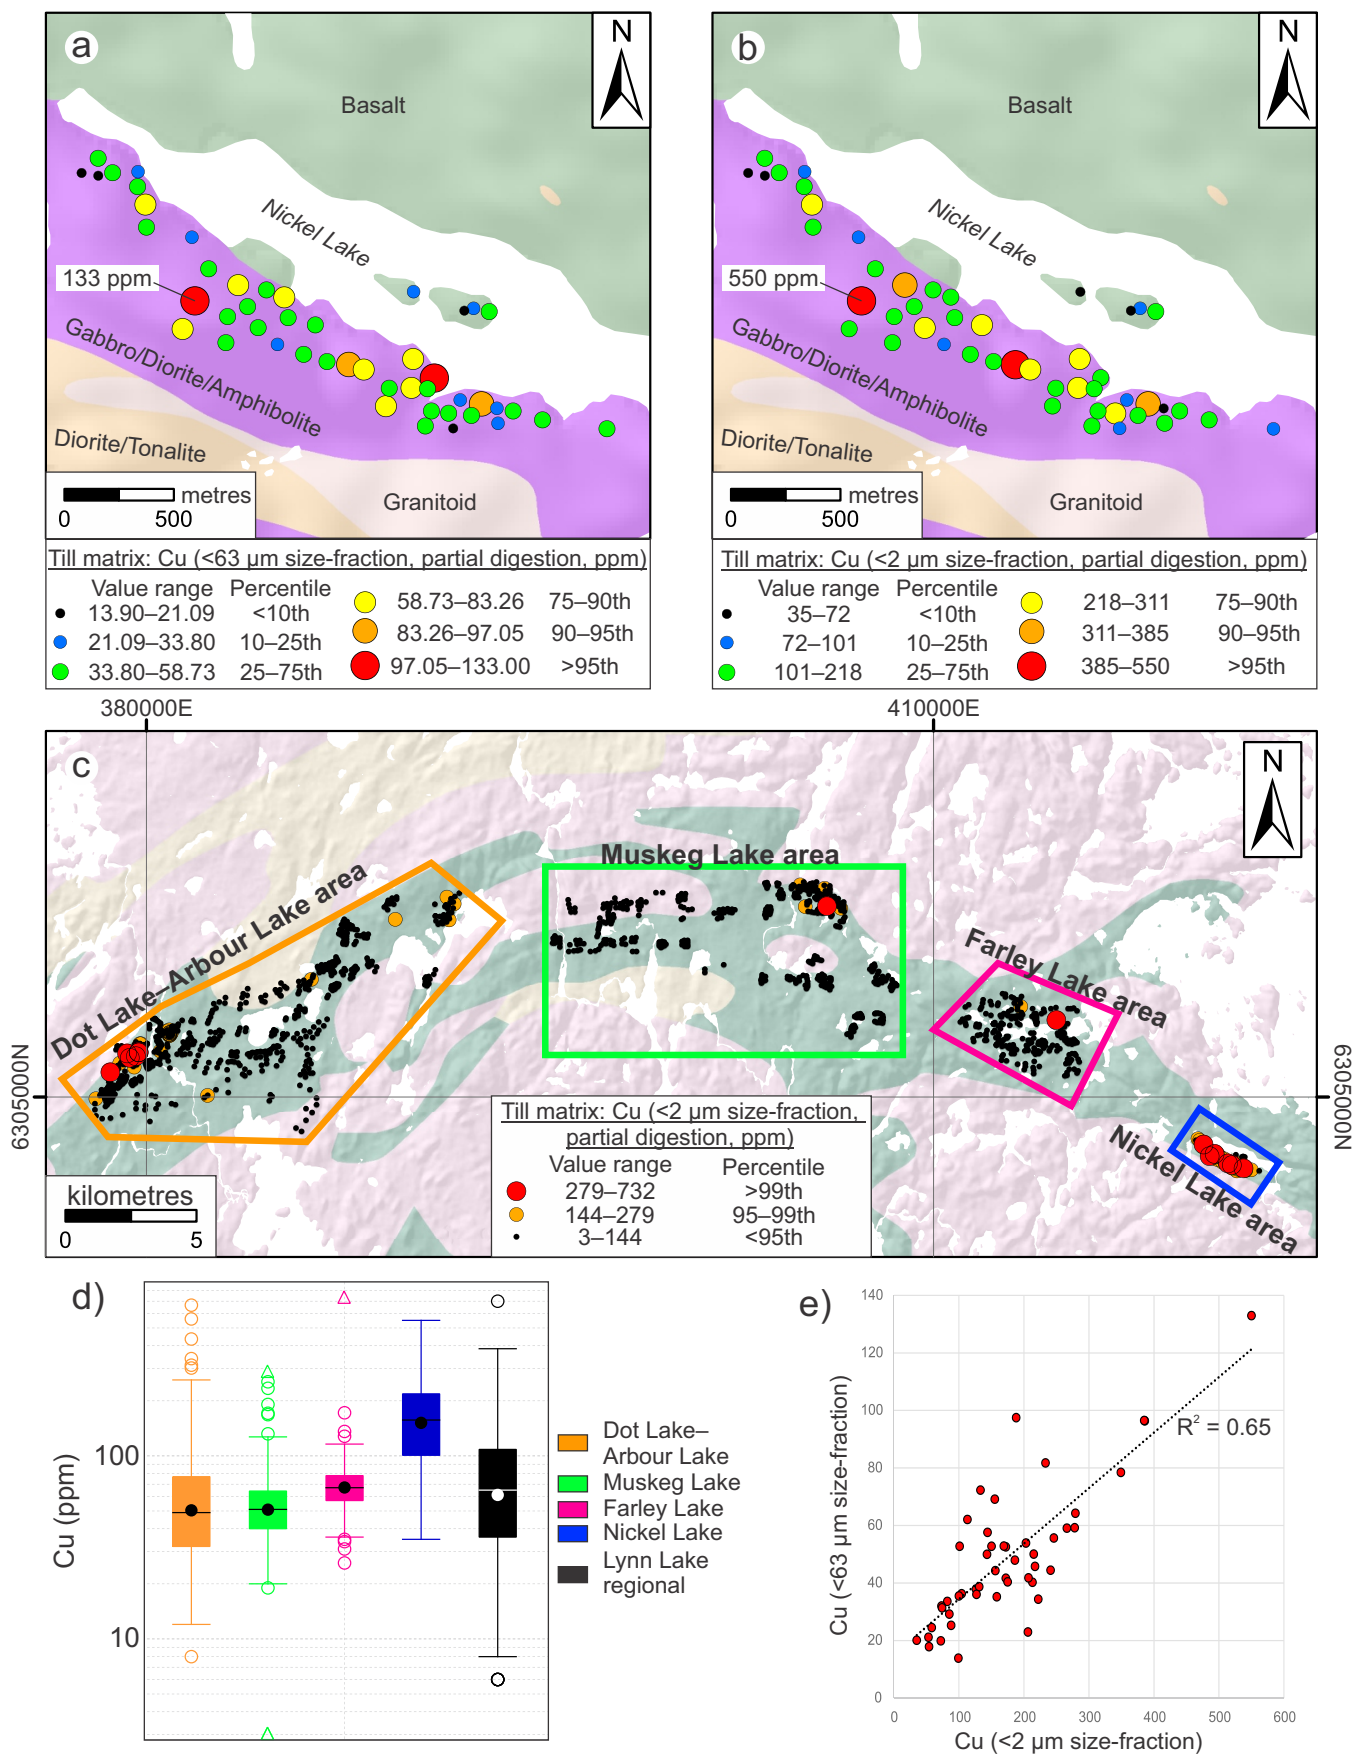 a
N
Basalt
Nickel Lake
133 ppm
Gabbro/Diorite/Amphibolite
Diorite/Tonalite
Granitoid
metres
0 500
Till matrix: Cu (<63 µm size-fraction, partial digestion, ppm)
Value range Percentile
13.90–21.09 <10th
21.09–33.80 10–25th
33.80–58.73 25–75th
58.73–83.26 75–90th
83.26–97.05 90–95th
97.05–133.00 >95th
b
N
Basalt
Nickel Lake
550 ppm
Gabbro/Diorite/Amphibolite
Diorite/Tonalite
Granitoid
metres
0 500
Till matrix: Cu (<2 µm size-fraction, partial digestion, ppm)
Value range Percentile
35–72 <10th
72–101 10–25th
101–218 25–75th
218–311 75–90th
311–385 90–95th
385–550 >95th
380000E 410000E
c
N
Dot Lake–Arbour Lake area
Muskeg Lake area
Farley Lake area
Nickel Lake area
6305000N
6305000N
kilometres
0 5
Till matrix: Cu (<2 µm size-fraction,
partial digestion, ppm)
Value range Percentile
279–732 >99th
144–279 95–99th
3–144 <95th
d)
Cu (ppm)
100
10
Dot Lake–
Arbour Lake
Muskeg Lake
Farley Lake
Nickel Lake
Lynn Lake
regional
e)
Cu (<63 µm size-fraction)
140
120
100
80
60
40
20
0
R² = 0.65
0 100 200 300 400 500 600
Cu (<2 µm size-fraction)